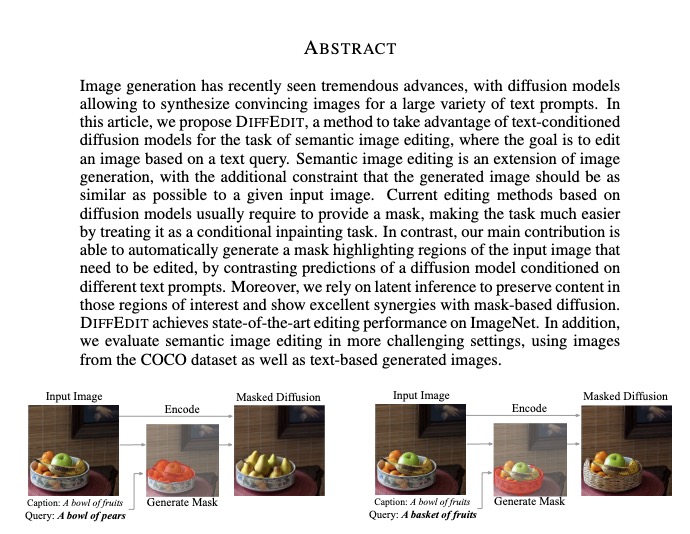 ABSTRACT
Image generation has recently seen tremendous advances, with diffusion models
allowing to synthesize convincing images for a large variety of text prompts. In
this article, we propose DIFFEDIT, a method to take advantage of text-conditioned
diffusion models for the task of semantic image editing, where the goal is to edit
an image based on a text query. Semantic image editing is an extension of image
generation, with the additional constraint that the generated image should be as
similar as possible to a given input image. Current editing methods based on
diffusion models usually require to provide a mask, making the task much easier
by treating it as a conditional inpainting task. In contrast, our main contribution is
able to automatically generate a mask highlighting regions of the input image that
need to be edited, by contrasting predictions of a diffusion model conditioned on
different text prompts. Moreover, we rely on latent inference to preserve content in
those regions of interest and show excellent synergies with mask-based diffusion.
DIFFEDIT achieves state-of-the-art editing performance on ImageNet. In addition,
we evaluate semantic image editing in more challenging settings, using images
from the COCO dataset as well as text-based generated images.
Input Image
Encode
Masked Diffusion
Generate Mask
Caption: A bowl of fruits
Query: A bowl of pears
Input Image
Encode
Masked Diffusion
Generate Mask
Caption: A bowl of fruits
Query: A basket of fruits